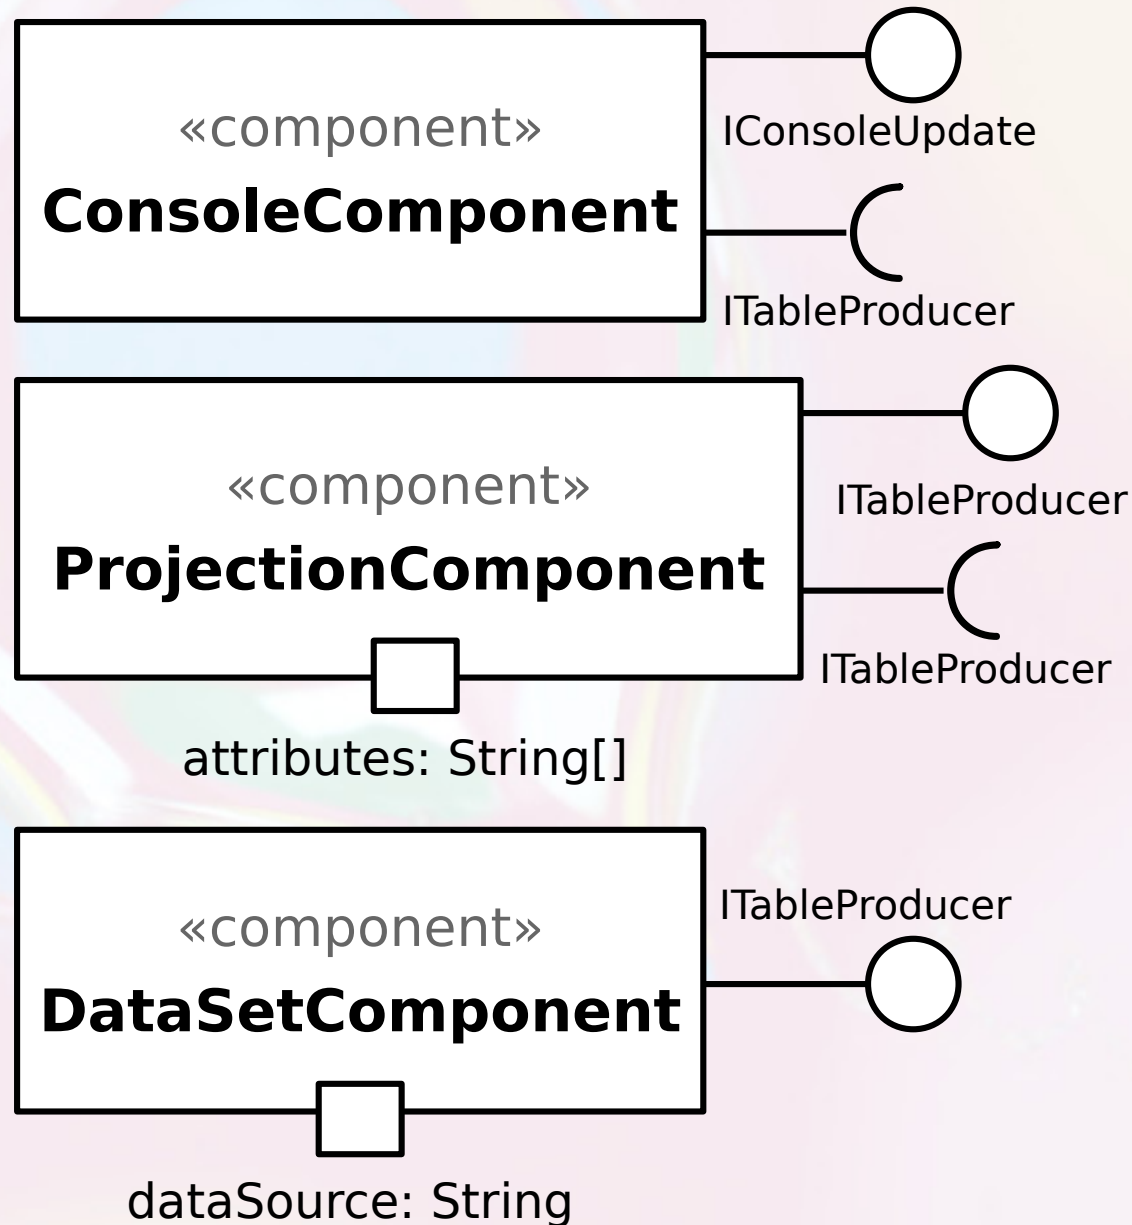 «component»
ConsoleComponent
IConsoleUpdate
ITableProducer
«component»
ProjectionComponent
ITableProducer
ITableProducer
attributes: String[]
«component»
DataSetComponent
ITableProducer
dataSource: String